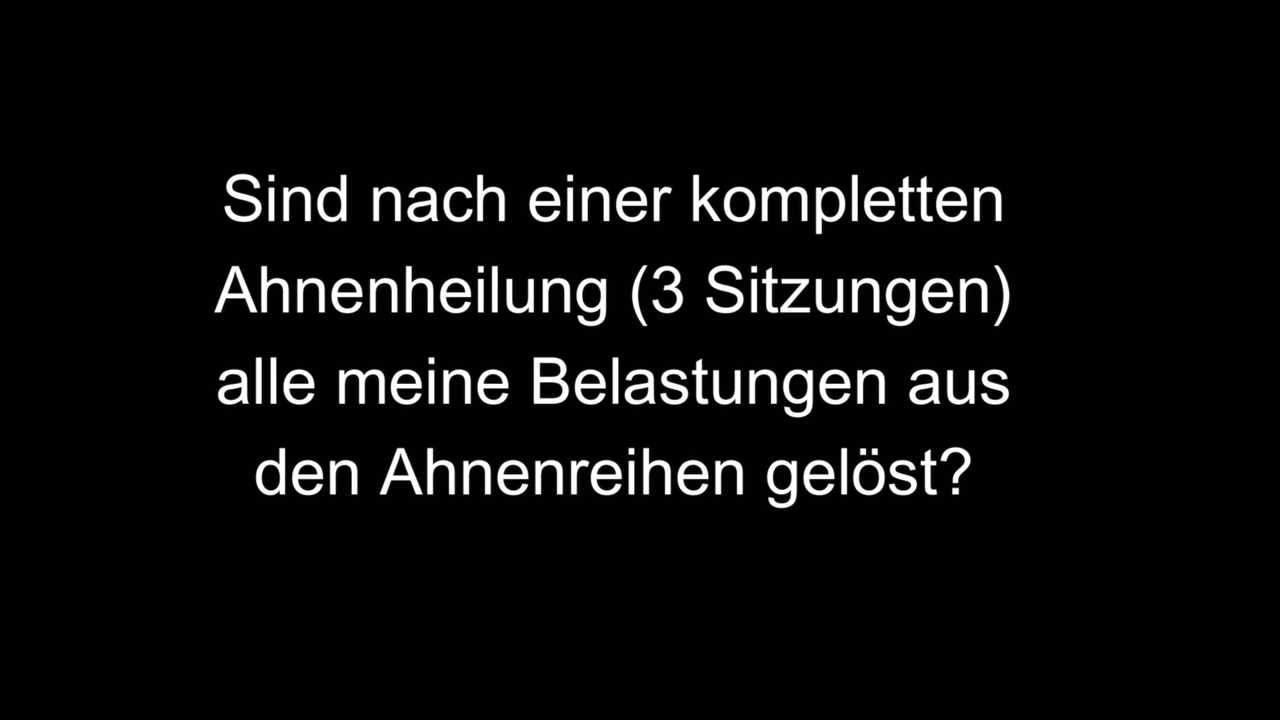 Sind nach einer kompletten
Ahnenheilung (3 Sitzungen)
alle meine Belastungen aus
den Ahnenreihen gelöst?